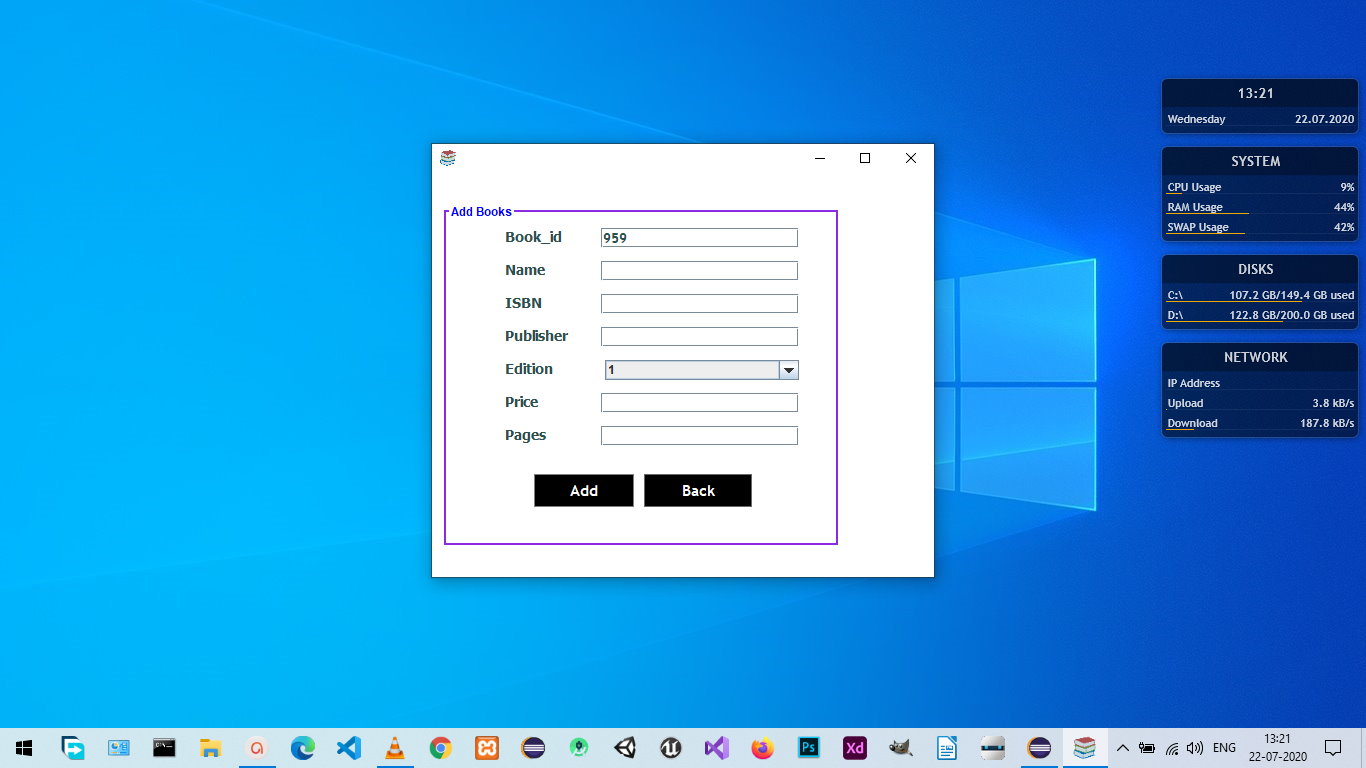 Add Books
Book_id 959
Name
ISBN
Publisher
Edition 1
Price
Pages
Add Back
13:21
Wednesday 22.07.2020
SYSTEM
CPU Usage 9%
RAM Usage 44%
SWAP Usage 42%
DISKS
C:\ 107.2 GB/149.4 GB used
D:\ 122.8 GB/200.0 GB used
NETWORK
IP Address
Upload 3.8 kB/s
Download 187.8 kB/s
Ps
Xd
ENG
13:21
22-07-2020